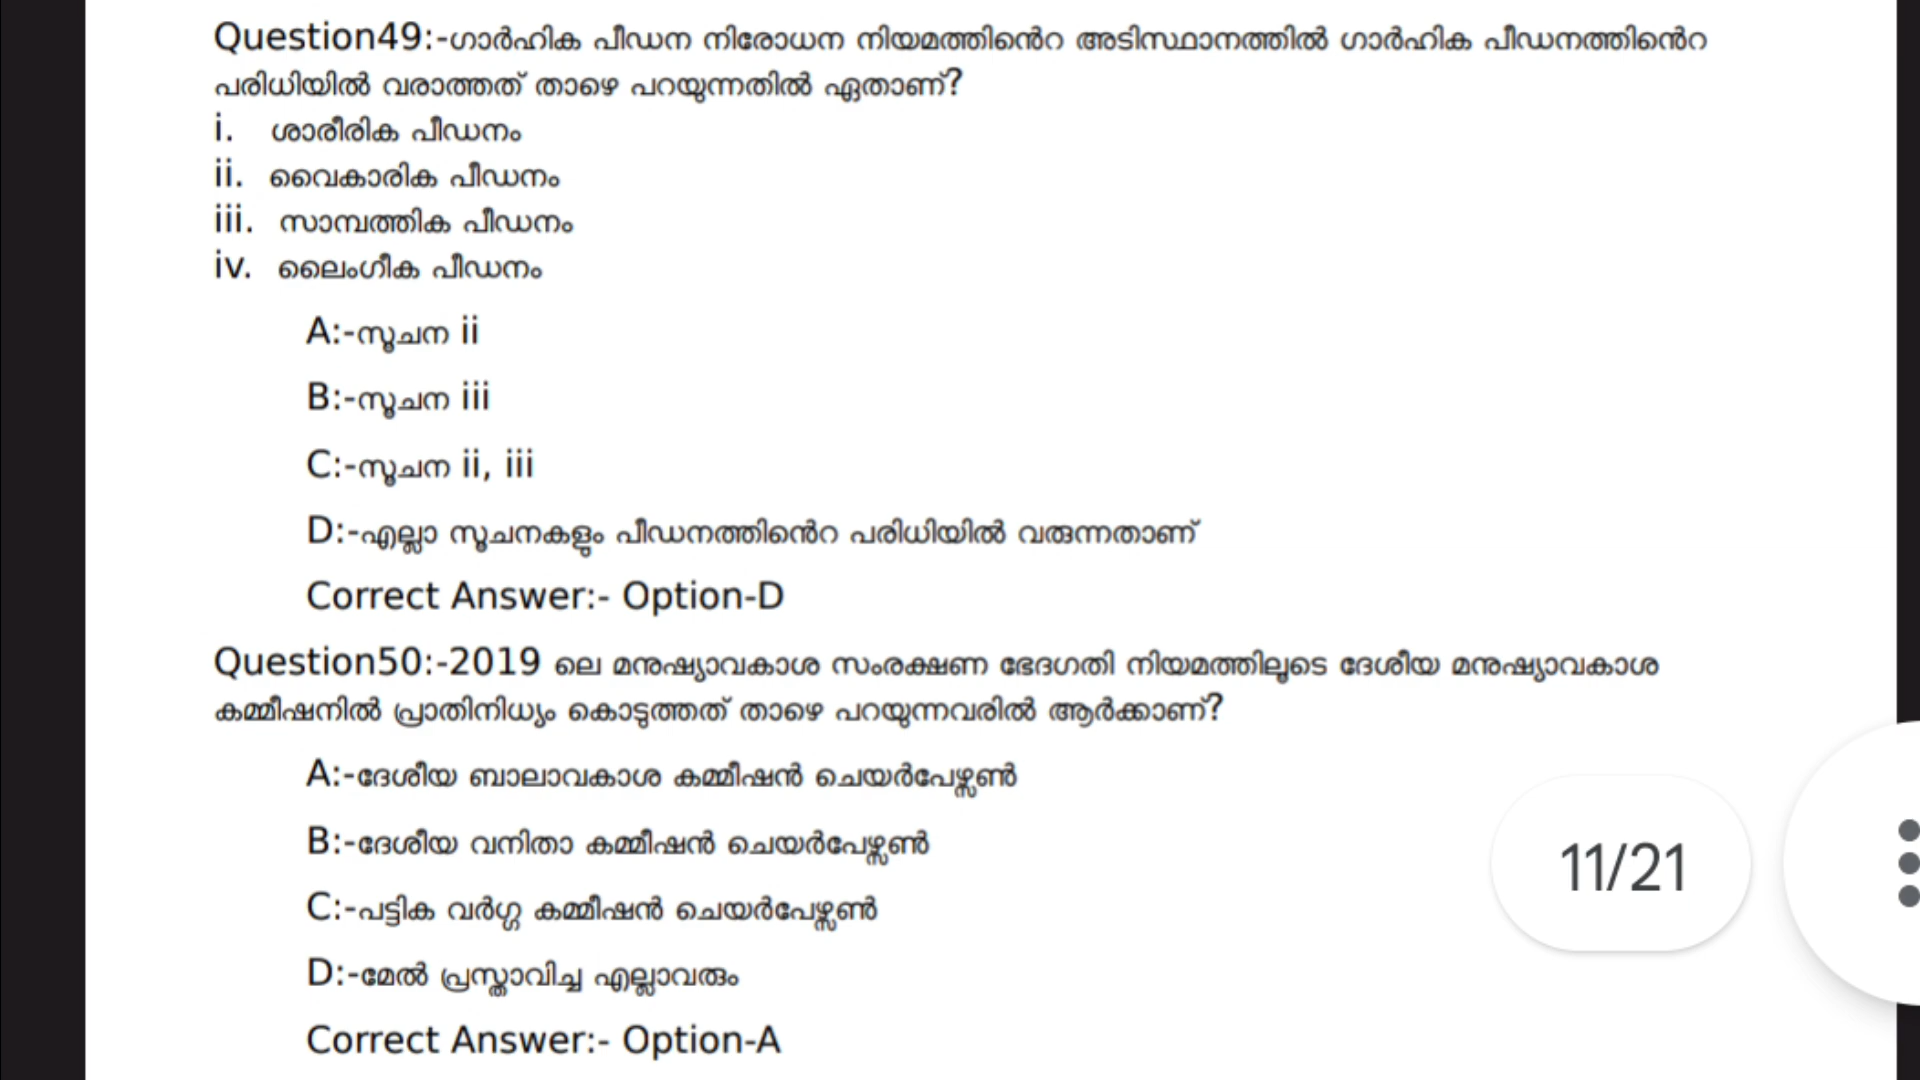 Question49:-ഗാർഹിക പീഡന നിരോധന നിയമത്തിൻെറ അടിസ്ഥാനത്തിൽ ഗാർഹിക പീഡനത്തിൻെറ
പരിധിയിൽ വരാത്തത് താഴെ പറയുന്നതിൽ ഏതാണ്?
i. ശാരീരിക പീഡനം
ii. വൈകാരിക പീഡനം
iii. സാമ്പത്തിക പീഡനം
iv. ലൈംഗീക പീഡനം
A:-സൂചന ii
B:-സൂചന iii
C:-സൂചന ii, iii
D:-എല്ലാ സൂചനകളും പീഡനത്തിൻെറ പരിധിയിൽ വരുന്നതാണ്
Correct Answer:- Option-D
Question50:-2019 ലെ മനുഷ്യാവകാശ സംരക്ഷണ ഭേദഗതി നിയമത്തിലൂടെ ദേശീയ മനുഷ്യാവകാശ
കമ്മീഷനിൽ പ്രാതിനിധ്യം കൊടുത്തത് താഴെ പറയുന്നവരിൽ ആർക്കാണ്?
A:-ദേശീയ ബാലാവകാശ കമ്മീഷൻ ചെയർപേഴ്സൺ
B:-ദേശീയ വനിതാ കമ്മീഷൻ ചെയർപേഴ്സൺ
C:-പട്ടിക വർഗ്ഗ കമ്മീഷൻ ചെയർപേഴ്സൺ
D:-മേൽ പ്രസ്താവിച്ച എല്ലാവരും
Correct Answer:- Option-A
11/21